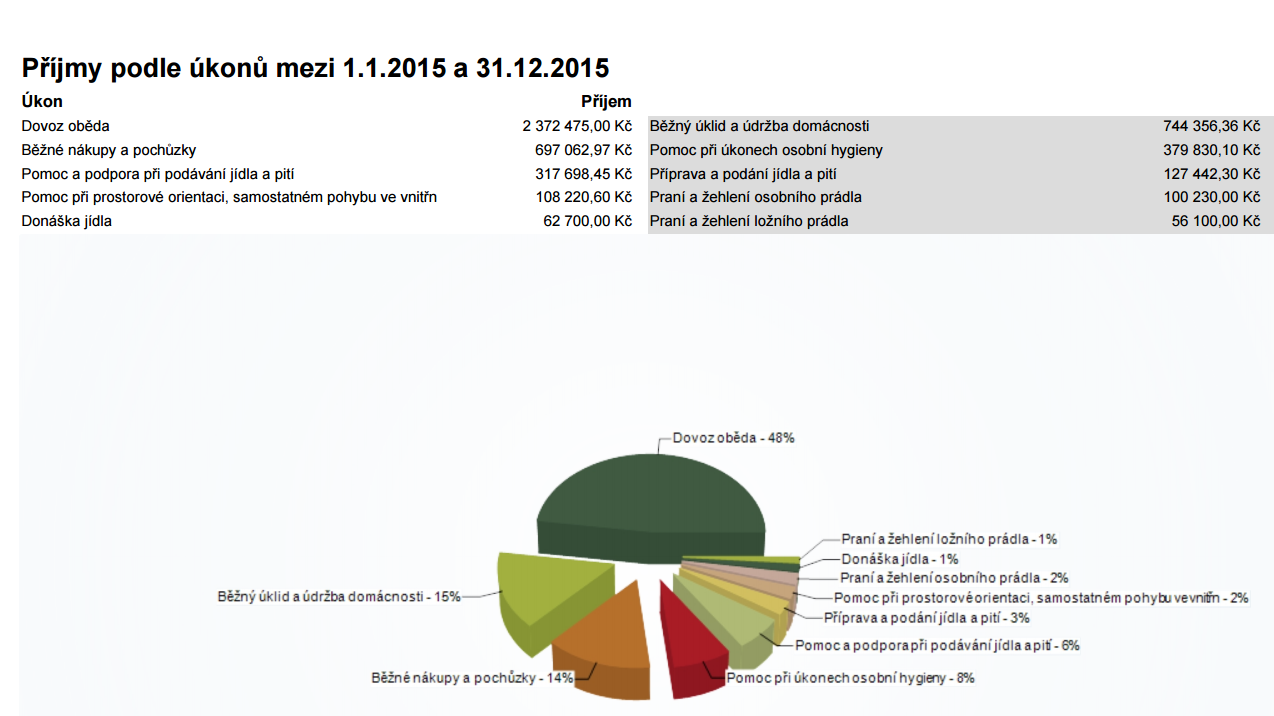 Příjmy podle úkonů mezi 1.1.2015 a 31.12.2015
Úkon Příjem
Dovoz oběda 2 372 475,00 Kč Běžný úklid a údržba domácnosti 744 356,36 Kč
Běžné nákupy a pochůzky 697 062,97 Kč Pomoc při úkonech osobní hygieny 379 830,10 Kč
Pomoc a podpora při podávání jídla a pití 317 698,45 Kč Příprava a podání jídla a pití 127 442,30 Kč
Pomoc při prostorové orientaci, samostatném pohybu ve vnitřn 108 220,60 Kč Praní a žehlení osobního prádla 100 230,00 Kč
Donáška jídla 62 700,00 Kč Praní a žehlení ložního prádla 56 100,00 Kč
Dovoz oběda - 48%
Praní a žehlení ložního prádla - 1%
Donáška jídla - 1%
Praní a žehlení osobního prádla - 2%
Běžný úklid a údržba domácnosti - 15%
Pomoc při prostorové orientaci, samostatném pohybu ve vnitřn - 2%
Příprava a podání jídla a pití - 3%
Pomoc a podpora při podávání jídla a pití - 6%
Běžné nákupy a pochůzky - 14%
Pomoc při úkonech osobní hygieny - 8%